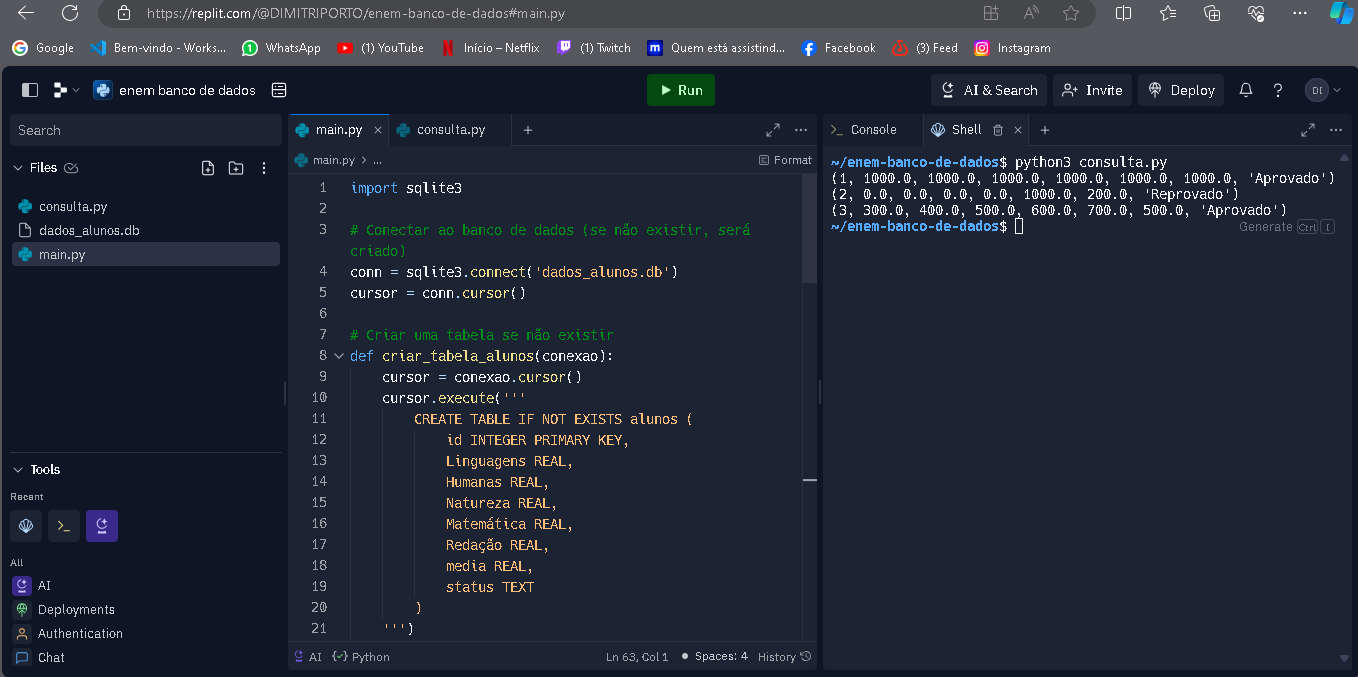 https://replit.com/@DIMITRIPORTO/enem-banco-de-dados#main.py
Google
Bem-vindo - Works...
WhatsApp
(1) YouTube
Início – Netflix
(1) Twitch
Quem está assistind...
Facebook
(3) Feed
Instagram
enem banco de dados
Run
AI & Search
Invite
Deploy
DI
Search
Files
consulta.py
dados_alunos.db
main.py
Tools
Recent
All
AI
Deployments
Authentication
Chat
main.py
consulta.py
main.py > ...
Format
1 import sqlite3
2
3 # Conectar ao banco de dados (se não existir, será
criado)
4 conn = sqlite3.connect('dados_alunos.db')
5 cursor = conn.cursor()
6
7 # Criar uma tabela se não existir
8 def criar_tabela_alunos(conexao):
9 cursor = conexao.cursor()
10 cursor.execute('''
11 CREATE TABLE IF NOT EXISTS alunos (
12 id INTEGER PRIMARY KEY,
13 Linguagens REAL,
14 Humanas REAL,
15 Natureza REAL,
16 Matemática REAL,
17 Redação REAL,
18 media REAL,
19 status TEXT
20 )
21 ''')
AI
Python
Ln 63, Col 1
Spaces: 4
History
Console
Shell
~/enem-banco-de-dados$ python3 consulta.py
(1, 1000.0, 1000.0, 1000.0, 1000.0, 1000.0, 1000.0, 'Aprovado')
(2, 0.0, 0.0, 0.0, 0.0, 1000.0, 200.0, 'Reprovado')
(3, 300.0, 400.0, 500.0, 600.0, 700.0, 500.0, 'Aprovado')
~/enem-banco-de-dados$
Generate Ctrl I